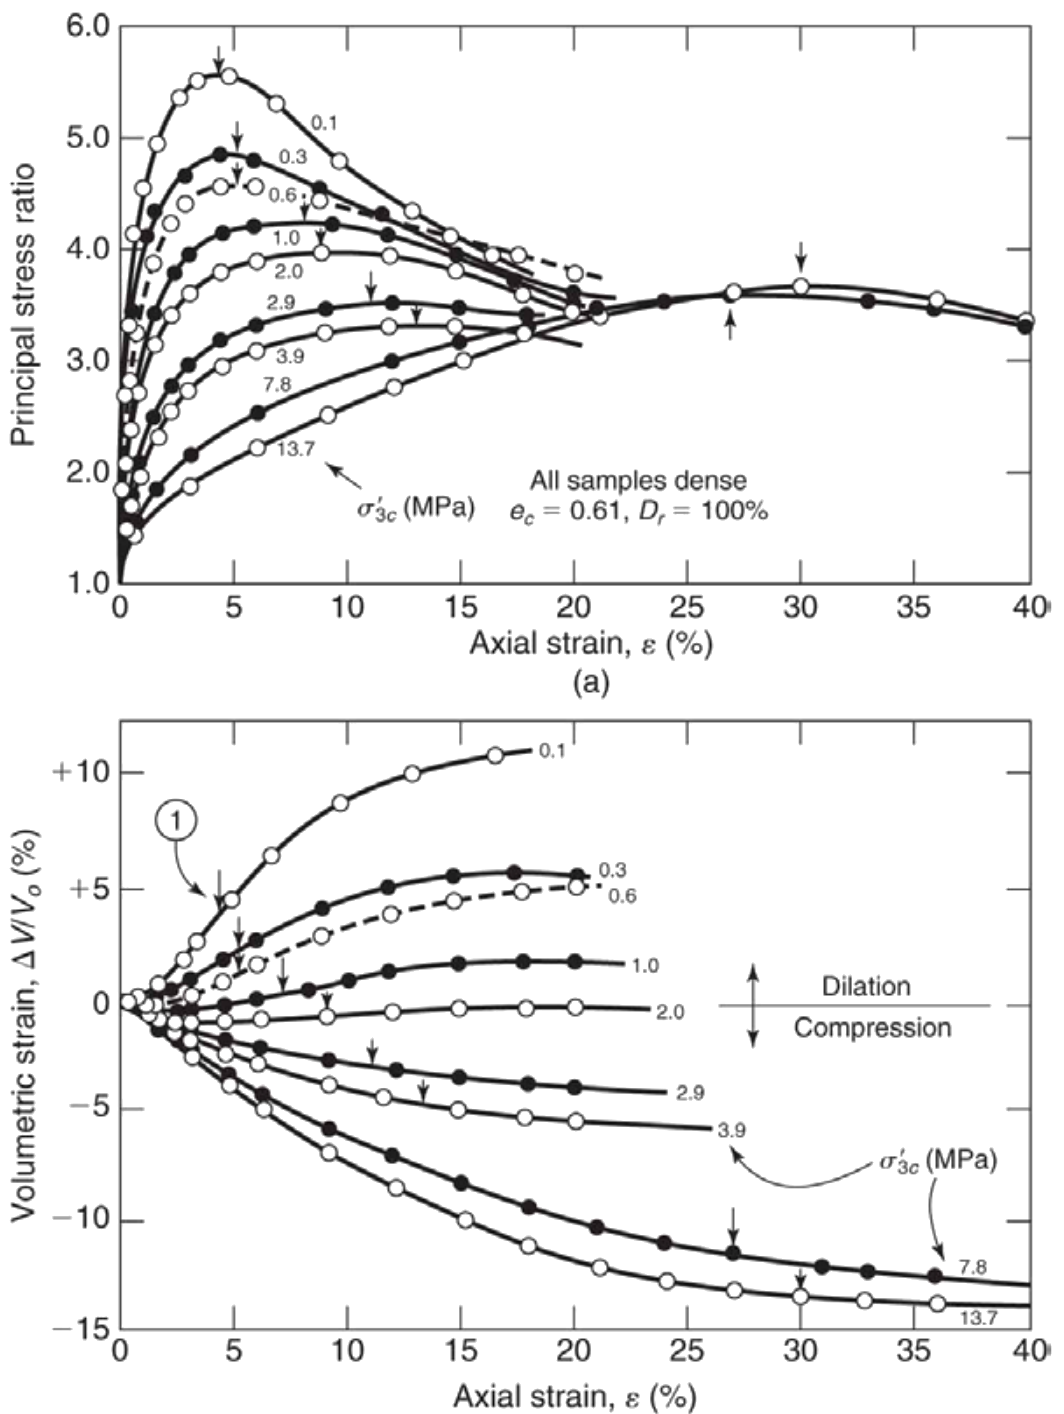 6.0
5.0
4.0
3.0
2.0
1.0
Principal stress ratio
0.1
0.3
0.6
1.0
2.0
2.9
3.9
7.8
13.7
σ′3c (MPa)
All samples dense
ec = 0.61, Dr = 100%
0 5 10 15 20 25 30 35 40
Axial strain, ε (%)
(a)
+10
+5
0
−5
−10
−15
Volumetric strain, ΔV/Vo (%)
1
0.1
0.3
0.6
1.0
2.0
Dilation
Compression
2.9
3.9
σ′3c (MPa)
7.8
13.7
0 5 10 15 20 25 30 35 40
Axial strain, ε (%)